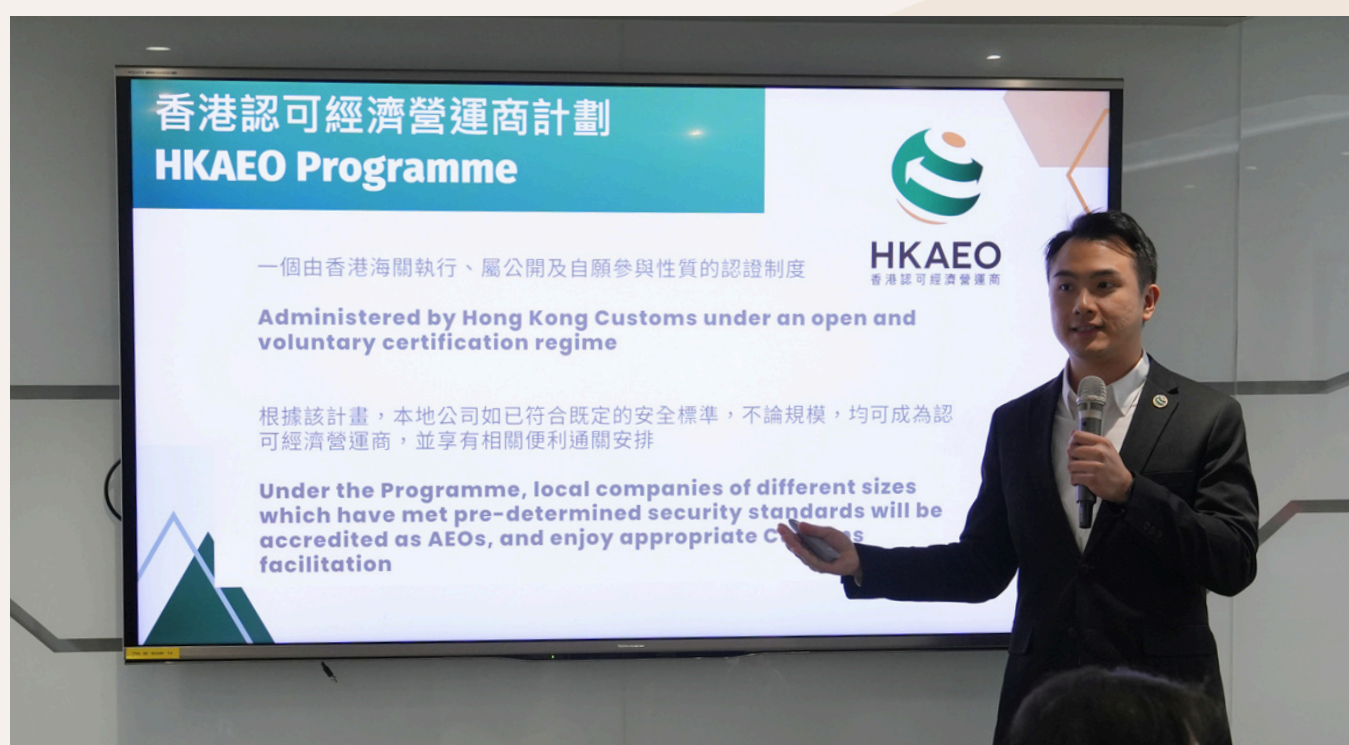 香港認可經濟營運商計劃
HKAEO Programme
HKAEO
香港認可經濟營運商
一個由香港海關執行、屬公開及自願參與性質的認證制度
Administered by Hong Kong Customs under an open and
voluntary certification regime
根據該計畫，本地公司如已符合既定的安全標準，不論規模，均可成為認
可經濟營運商，並享有相關便利通關安排
Under the Programme, local companies of different sizes
which have met pre-determined security standards will be
accredited as AEOs, and enjoy appropriate
facilitation